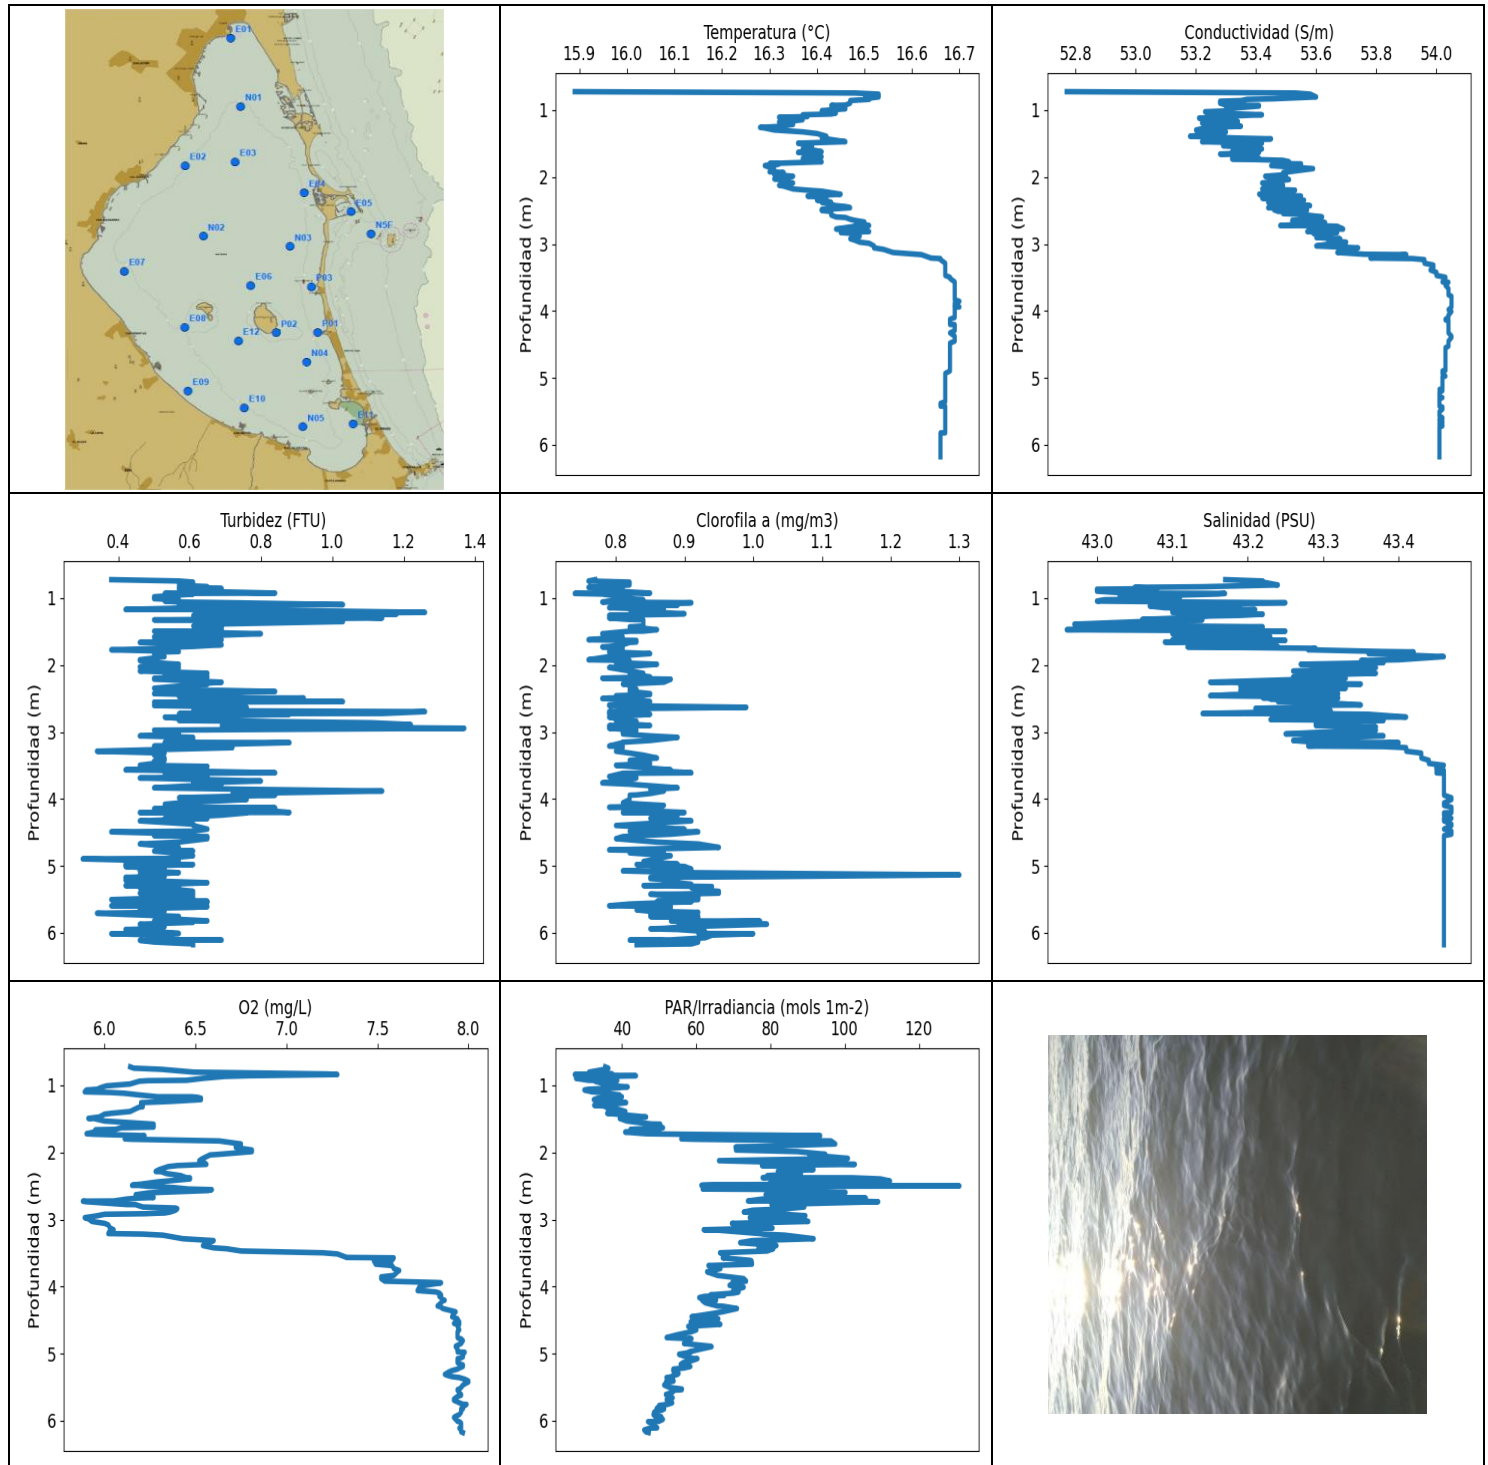 E01
N01
E02
E03
E04
E05
N5F
N02
N03
E07
E06
P03
E08
E12
P02
P01
N04
E09
E10
N05
E11
Temperatura (°C)
15.9 16.0 16.1 16.2 16.3 16.4 16.5 16.6 16.7
1
2
3
4
5
6
Profundidad (m)
Conductividad (S/m)
52.8 53.0 53.2 53.4 53.6 53.8 54.0
1
2
3
4
5
6
Profundidad (m)
Turbidez (FTU)
0.4 0.6 0.8 1.0 1.2 1.4
1
2
3
4
5
6
Profundidad (m)
Clorofila a (mg/m3)
0.8 0.9 1.0 1.1 1.2 1.3
1
2
3
4
5
6
Profundidad (m)
Salinidad (PSU)
43.0 43.1 43.2 43.3 43.4
1
2
3
4
5
6
Profundidad (m)
O2 (mg/L)
6.0 6.5 7.0 7.5 8.0
1
2
3
4
5
6
Profundidad (m)
PAR/Irradiancia (mols 1m-2)
40 60 80 100 120
1
2
3
4
5
6
Profundidad (m)